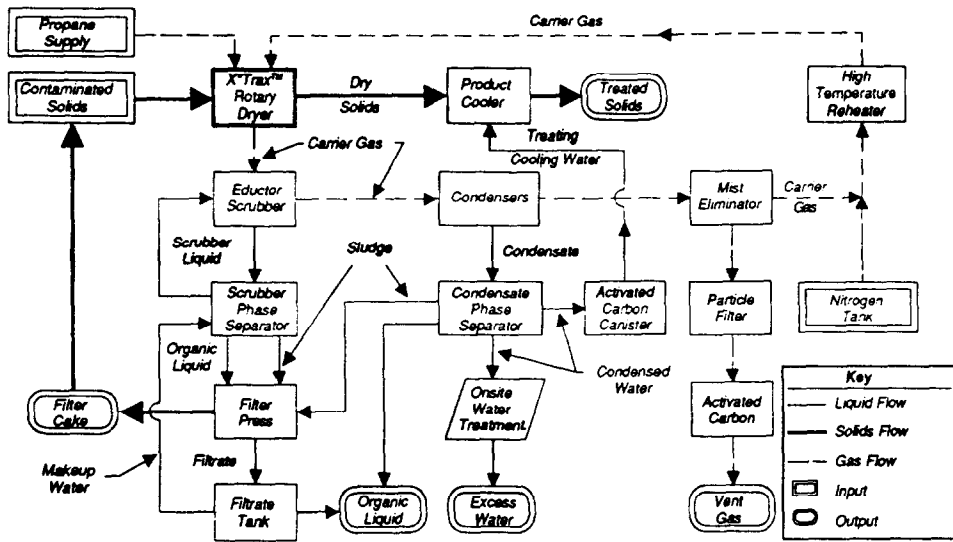 Carrier Gas
Propane
Supply
Contaminated
Solids
X*Trax™
Rotary
Dryer
Dry
Solids
Product
Cooler
Treated
Solids
High
Temperature
Reheater
Carrier Gas
Treating
Cooling Water
Eductor
Scrubber
Condensers
Mist
Eliminator
Carrier
Gas
Scrubber
Liquid
Sludge
Condensate
Scrubber
Phase
Separator
Condensate
Phase
Separator
Activated
Carbon
Canister
Particle
Filter
Nitrogen
Tank
Organic
Liquid
Condensed
Water
Filter
Cake
Filter
Press
Onsite
Water
Treatment
Activated
Carbon
Filtrate
Makeup
Water
Filtrate
Tank
Organic
Liquid
Excess
Water
Vent
Gas
Key
Liquid Flow
Solids Flow
Gas Flow
Input
Output